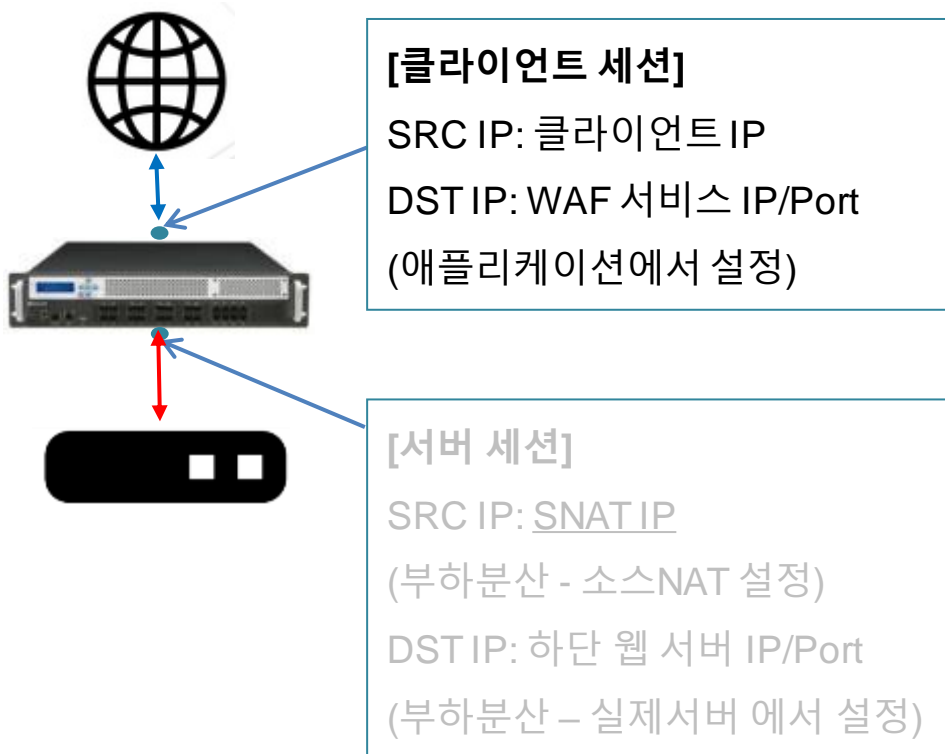 [클라이언트 세션]
SRC IP: 클라이언트 IP
DST IP: WAF 서비스 IP/Port
(애플리케이션에서 설정)
[서버 세션]
SRC IP: SNAT IP
(부하분산 - 소스NAT 설정)
DST IP: 하단 웹 서버 IP/Port
(부하분산 – 실제서버 에서 설정)